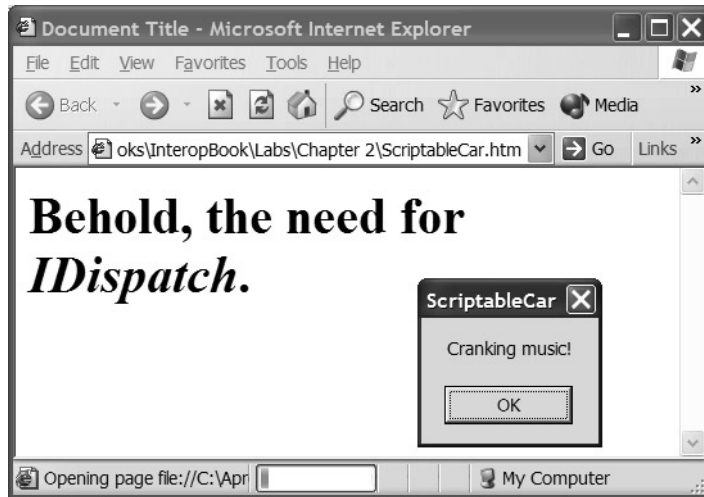 Document Title - Microsoft Internet Explorer
File Edit View Favorites Tools Help
Back Search Favorites Media »
Address oks\InteropBook\Labs\Chapter 2\ScriptableCar.htm Go Links »
Behold, the need for
IDispatch.
ScriptableCar
Cranking music!
OK
Opening page file://C:\Apr My Computer